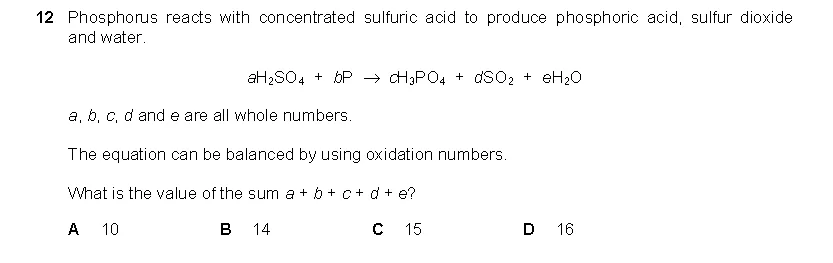 12 Phosphorus reacts with concentrated sulfuric acid to produce phosphoric acid, sulfur dioxide
and water.
aH₂SO₄ + bP → cH₃PO₄ + dSO₂ + eH₂O
a, b, c, d and e are all whole numbers.
The equation can be balanced by using oxidation numbers.
What is the value of the sum a + b + c + d + e?
A 10 B 14 C 15 D 16